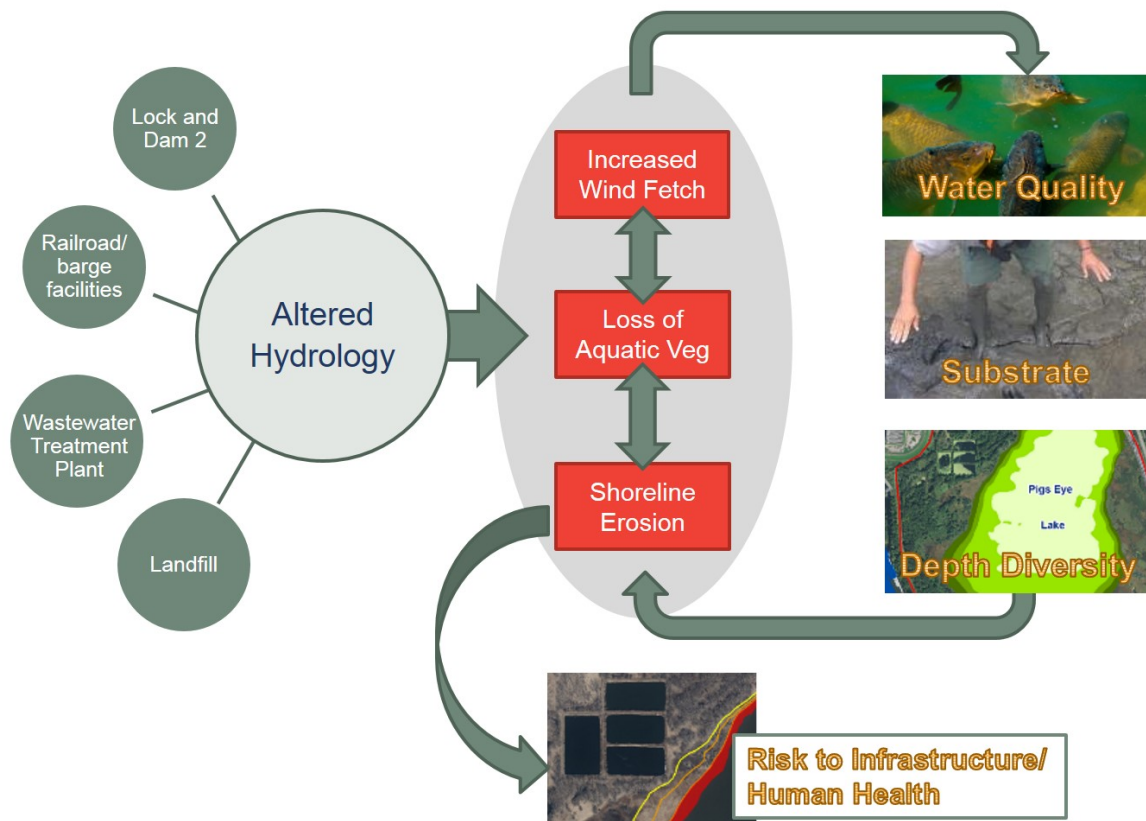 Lock and
Dam 2
Railroad/
barge
facilities
Wastewater
Treatment
Plant
Landfill
Altered
Hydrology
Increased
Wind Fetch
Loss of
Aquatic Veg
Shoreline
Erosion
Water Quality
Substrate
Pigs Eye
Lake
Depth Diversity
Risk to Infrastructure/
Human Health